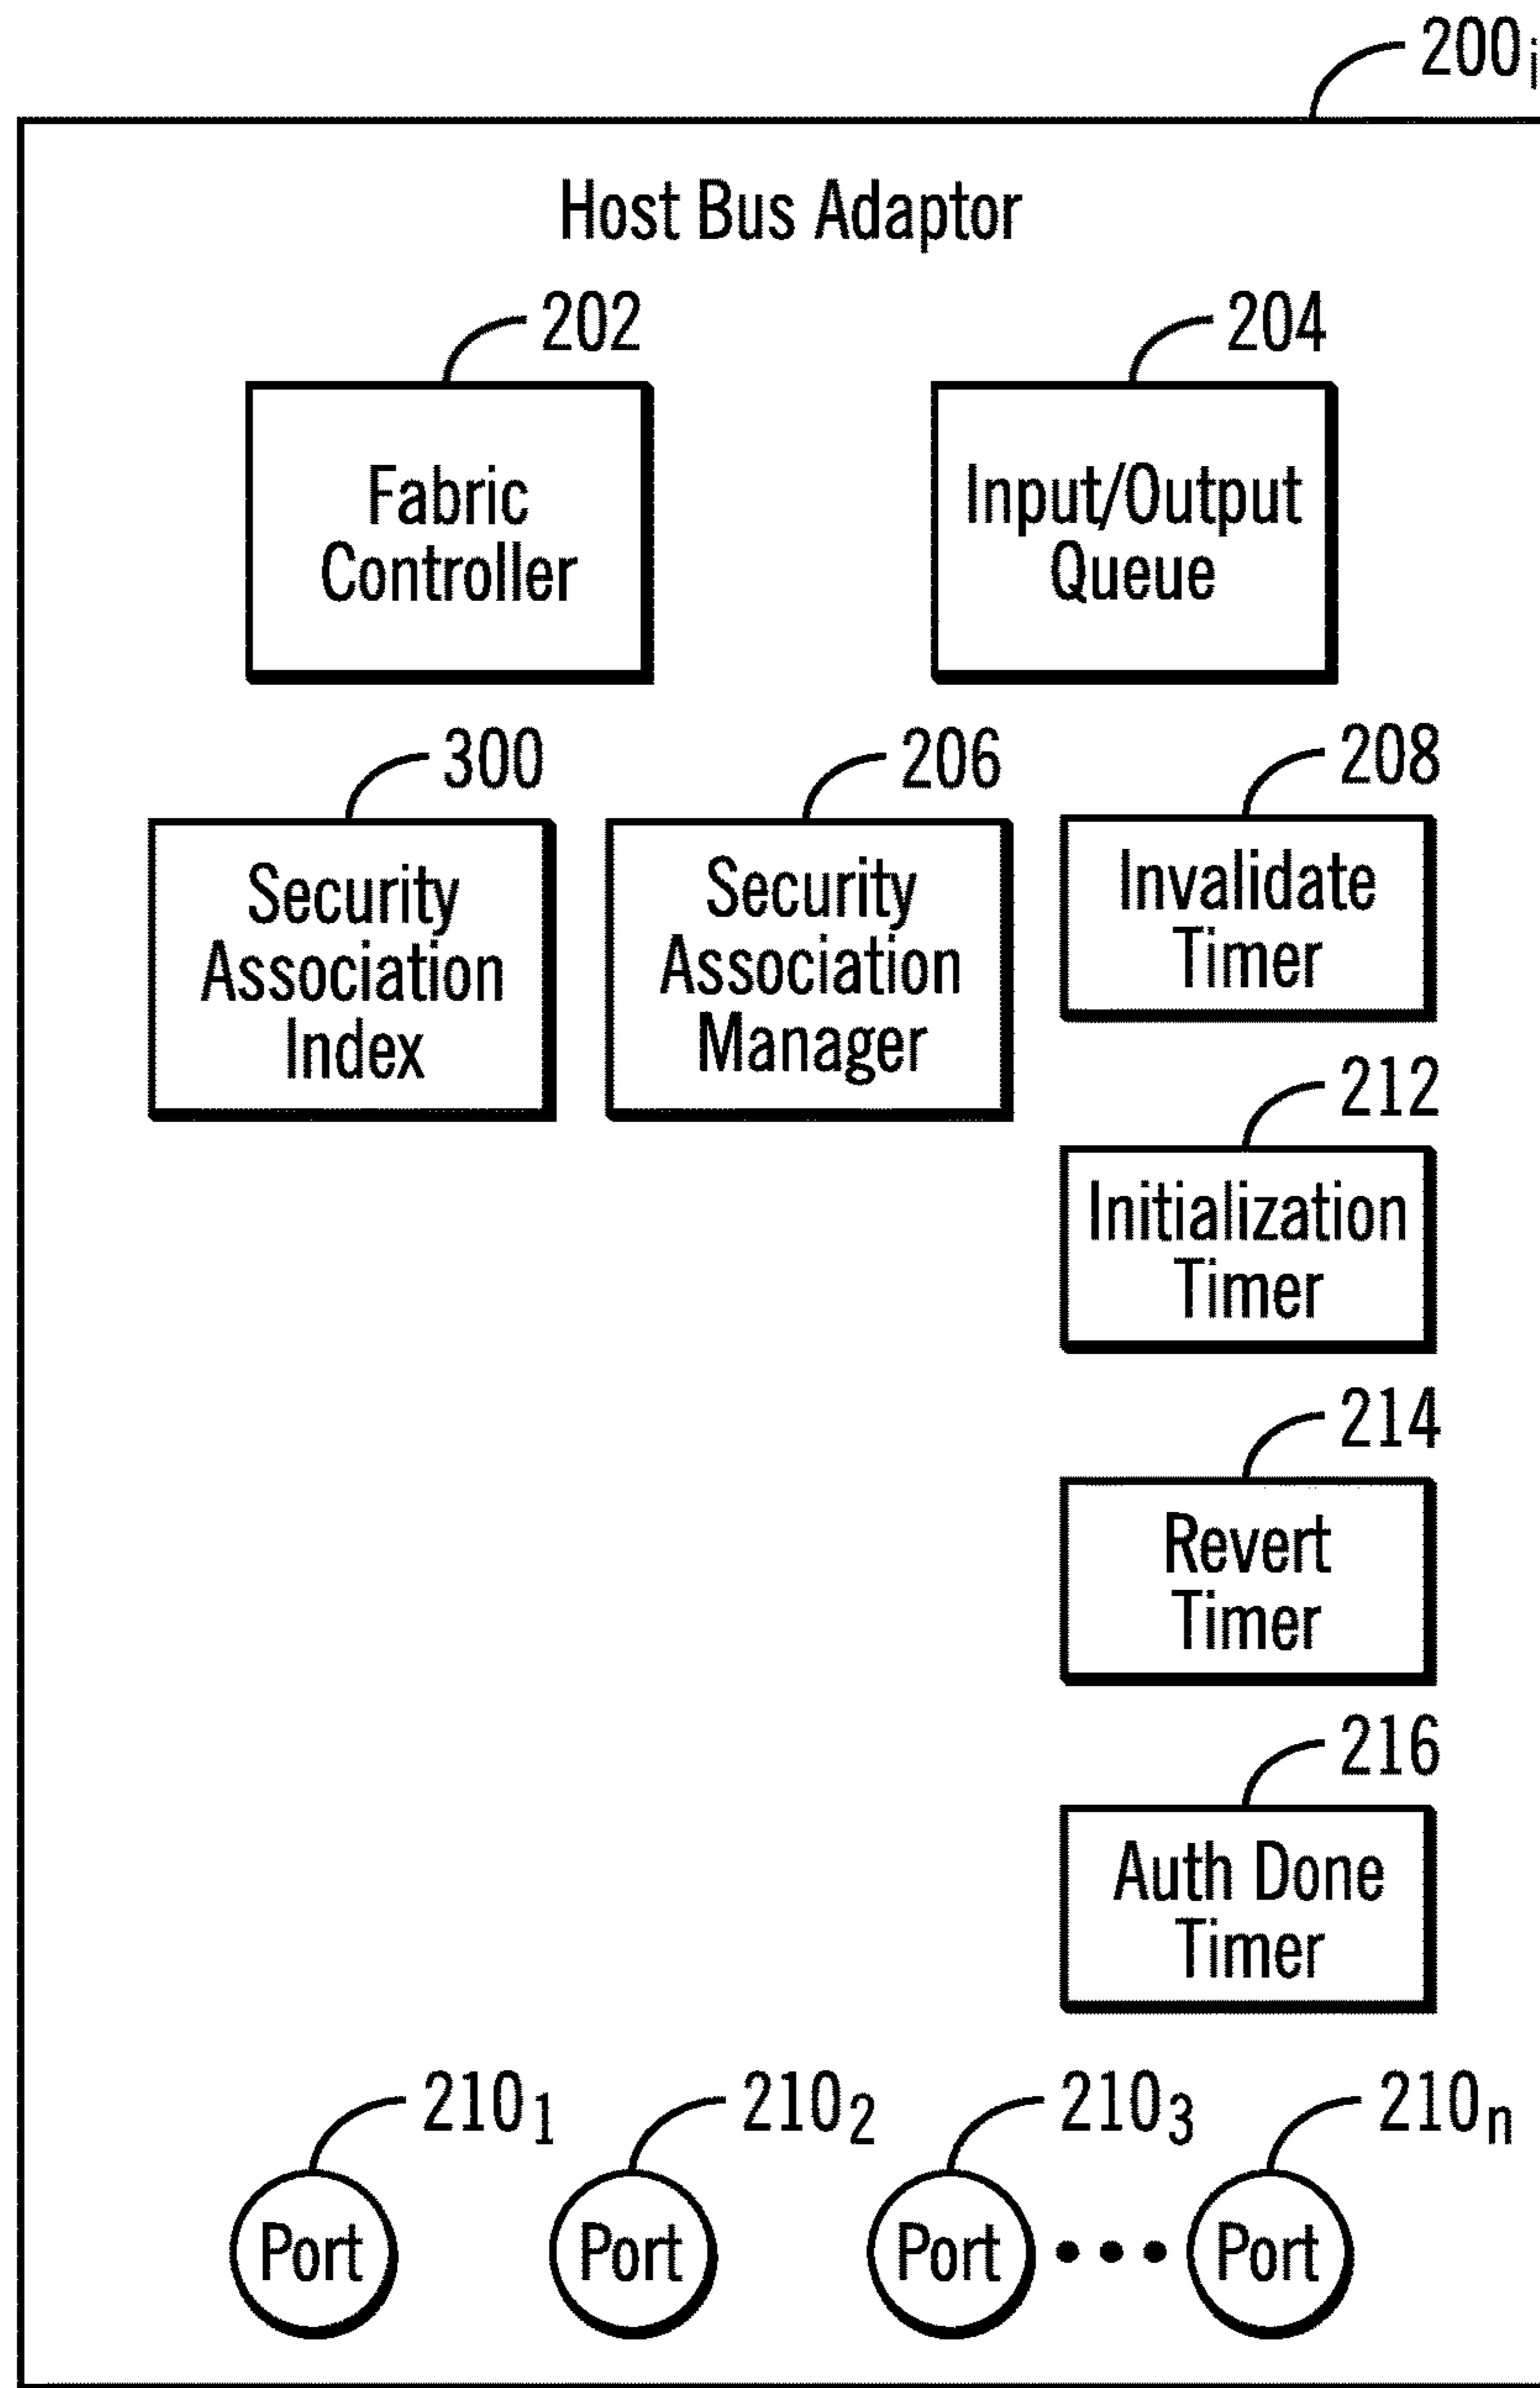 200i
Host Bus Adaptor
202
204
Fabric
Controller
Input/Output
Queue
300
206
208
Security
Association
Index
Security
Association
Manager
Invalidate
Timer
212
Initialization
Timer
214
Revert
Timer
216
Auth Done
Timer
210₁
210₂
210₃
210ₙ
Port
Port
Port
Port